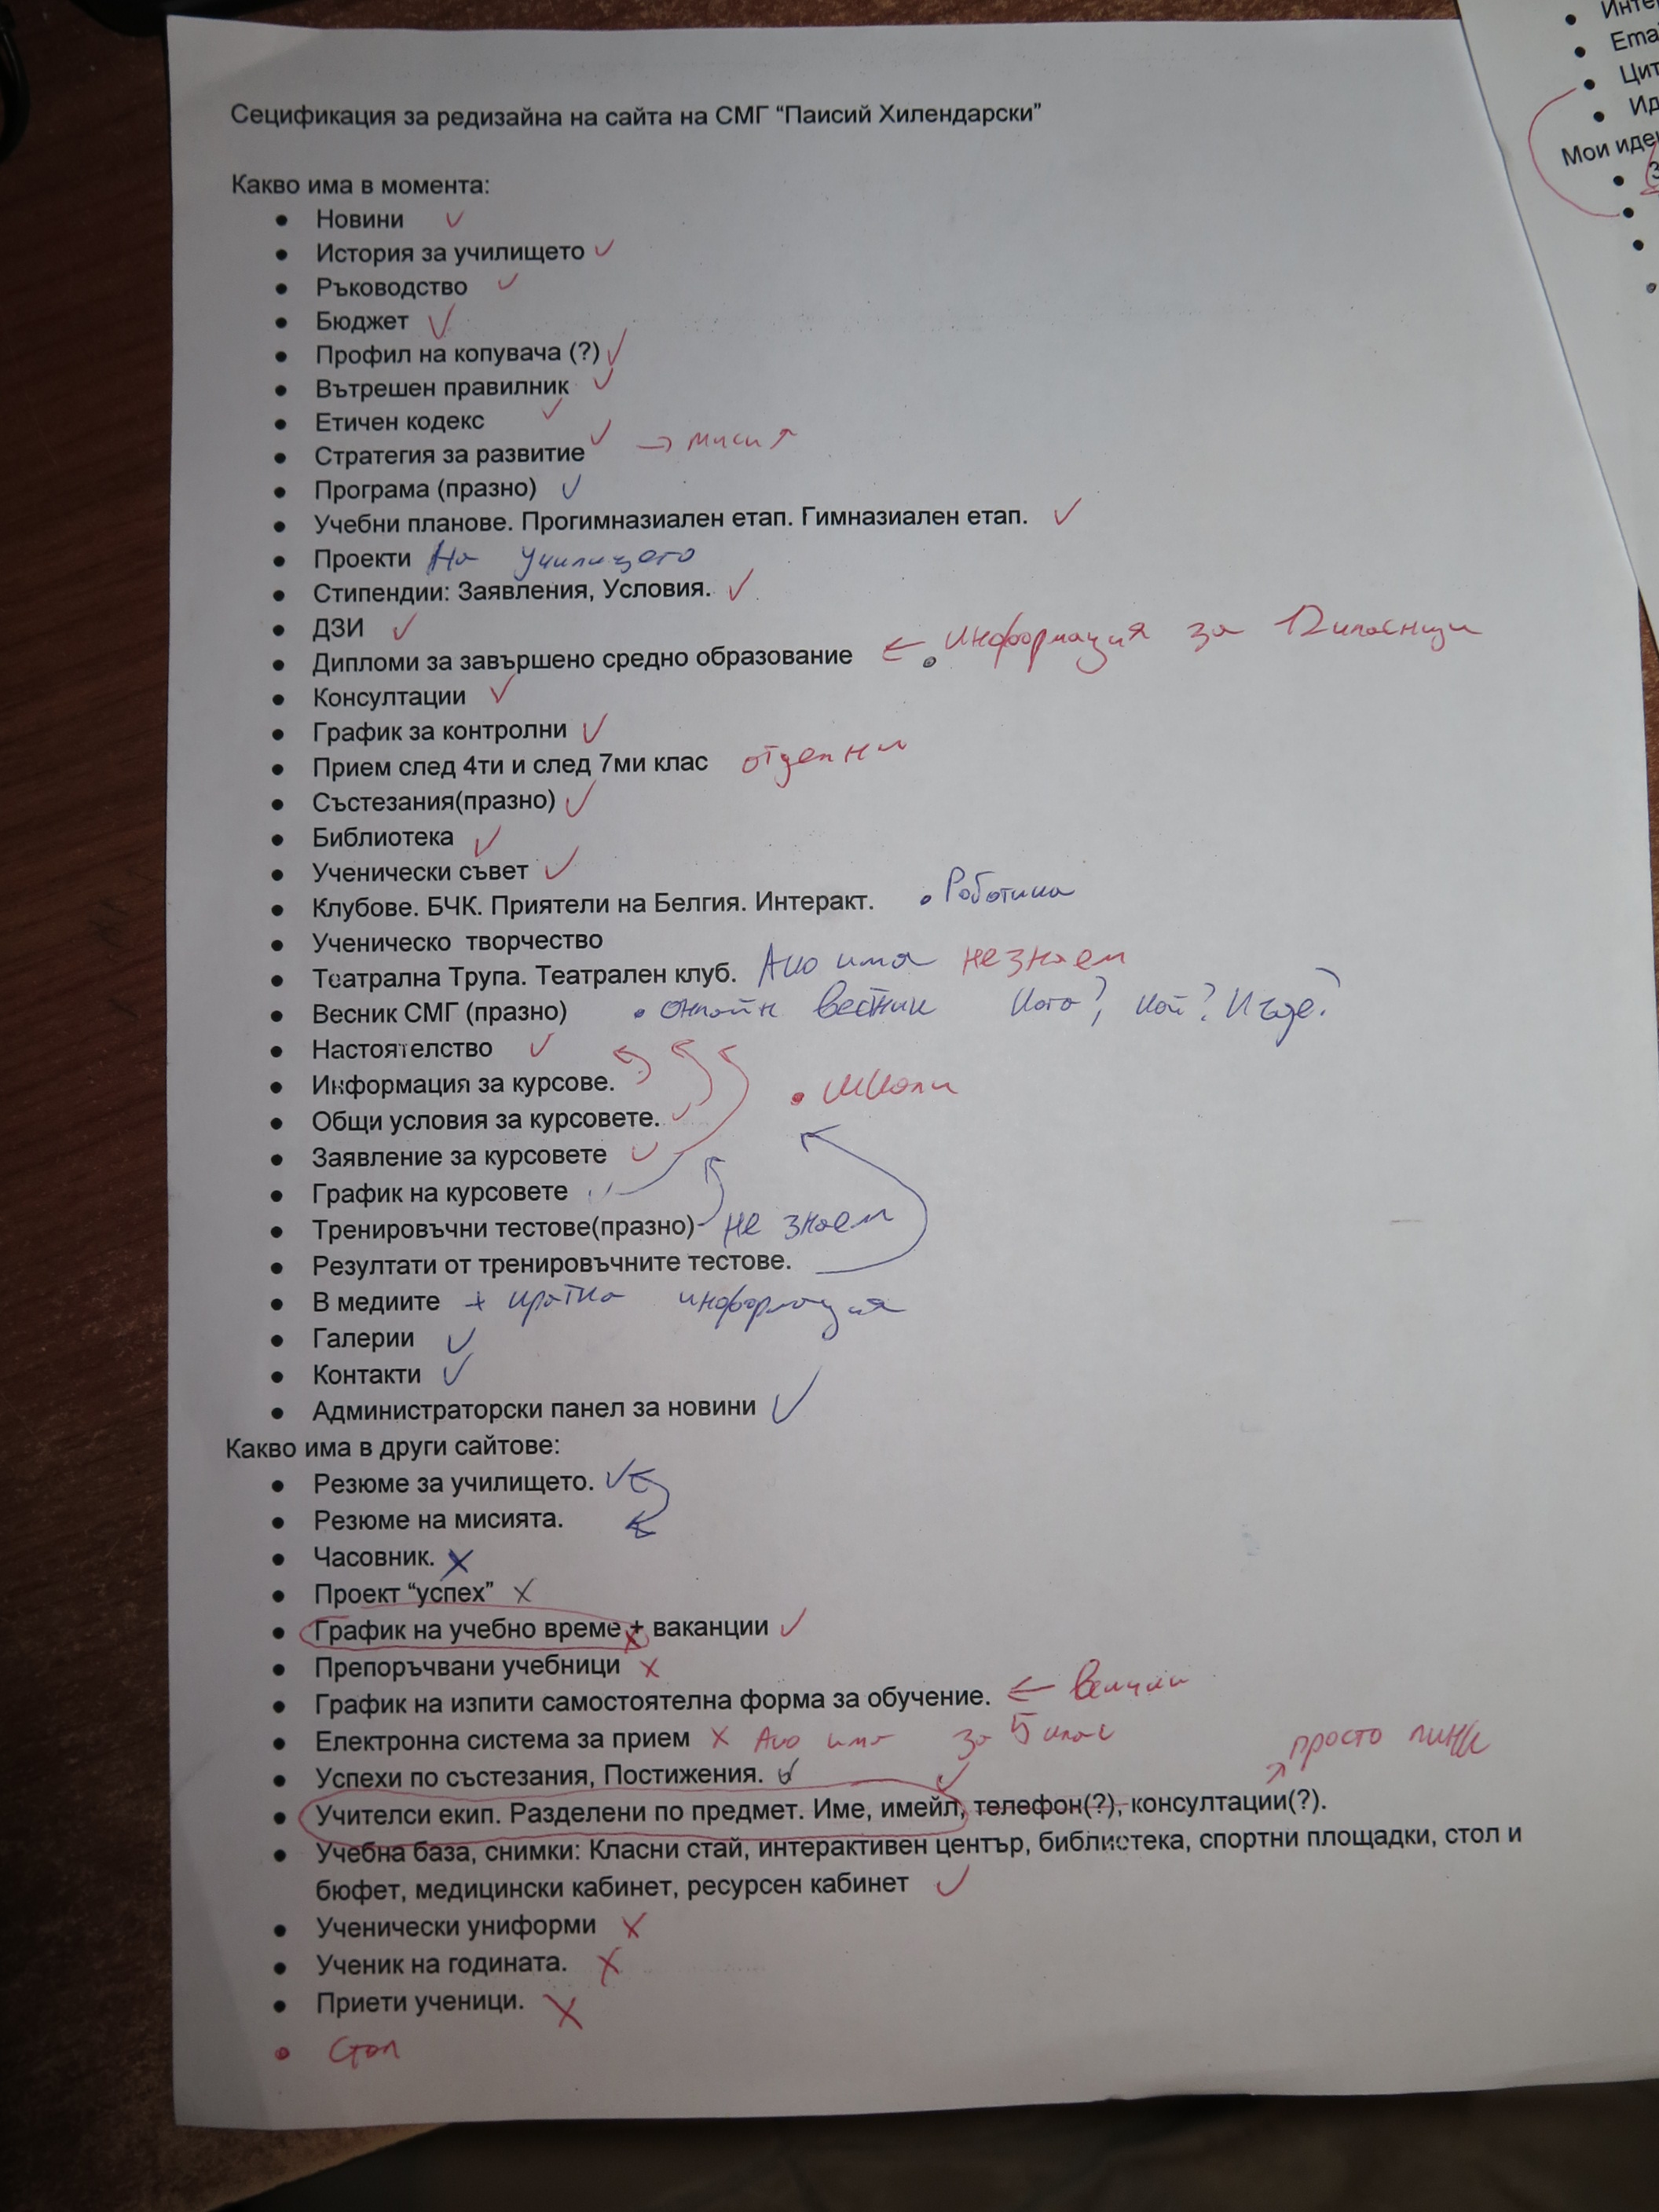 Сецификация за редизайна на сайта на СМГ “Паисий Хилендарски”
Какво има в момента:
● Новини ✓
● История за училището ✓
● Ръководство ✓
● Бюджет ✓
● Профил на копувача (?) ✓
● Вътрешен правилник ✓
● Етичен кодекс ✓
● Стратегия за развитие ✓ → мисия
● Програма (празно) ✓
● Учебни планове. Прогимназиален етап. Гимназиален етап. ✓
● Проекти На училището
● Стипендии: Заявления, Условия. ✓
● ДЗИ ✓
● Дипломи за завършено средно образование ← • информация за 12 класници
● Консултации ✓
● График за контролни ✓
● Прием след 4ти и след 7ми клас отделни
● Състезания(празно) ✓
● Библиотека ✓
● Ученически съвет ✓
● Клубове. БЧК. Приятели на Белгия. Интеракт. • Роботика
● Ученическо творчество
● Театрална Трупа. Театрален клуб. Ако има не знаем
● Весник СМГ (празно) • онлайн вестник Кога? Кой? Къде?
● Настоятелство ✓
● Информация за курсове.
● Общи условия за курсовете. ✓ • школи
● Заявление за курсовете ✓
● График на курсовете
● Тренировъчни тестове(празно) не знаем
● Резултати от тренировъчните тестове.
● В медиите + кратка информация
● Галерии ✓
● Контакти ✓
● Администраторски панел за новини ✓
Какво има в други сайтове:
● Резюме за училището. ✓
● Резюме на мисията.
● Часовник. X
● Проект “успех” X
● График на учебно време + ваканции ✓
● Препоръчвани учебници X
● График на изпити самостоятелна форма за обучение. ← Всички
● Електронна система за прием X Ако има за 5 клас
просто линк
● Успехи по състезания, Постижения. ✓
● Учителси екип. Разделени по предмет. Име, имейл, телефон(?), консултации(?).
● Учебна база, снимки: Класни стай, интерактивен център, библиотека, спортни площадки, стол и
бюфет, медицински кабинет, ресурсен кабинет ✓
● Ученически униформи X
● Ученик на годината. X
● Приети ученици. X
● Стол
Email
Мои идеи